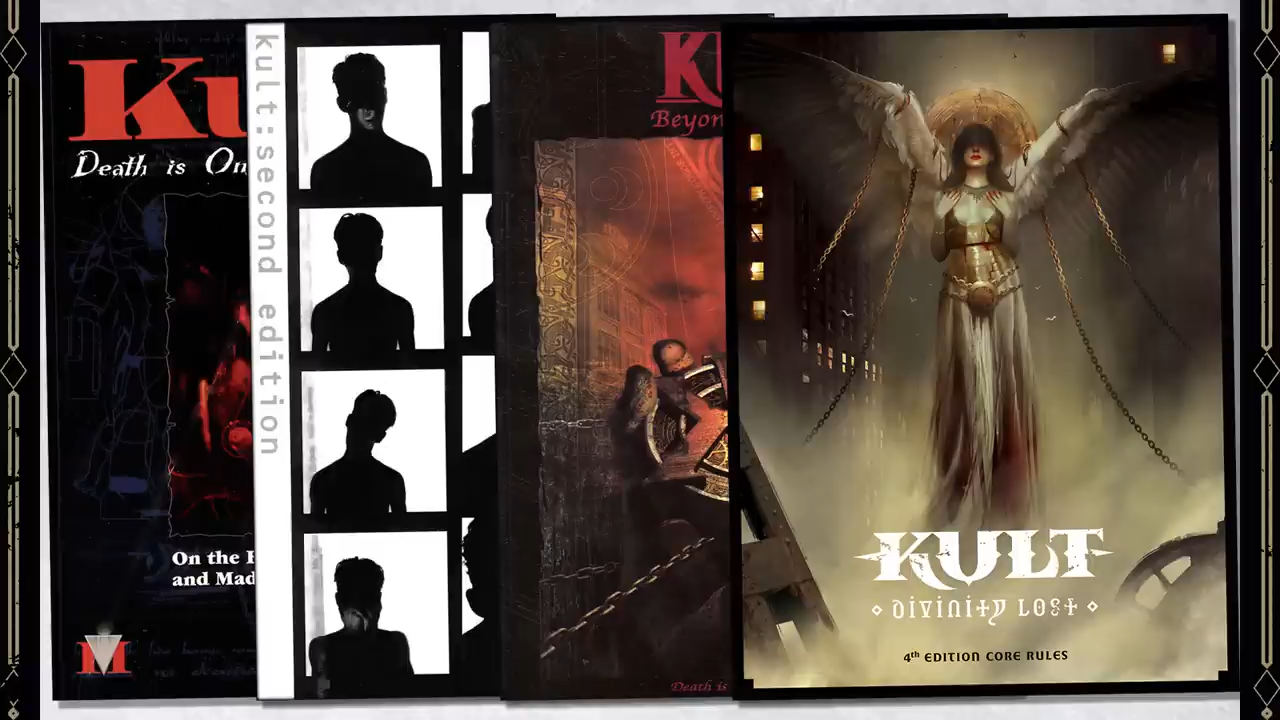 Ku
Death is On
On the
and Mad
M
kult:second edition
K
Beyon
Death is
KULT
DIVINITY LOST
4th EDITION CORE RULES